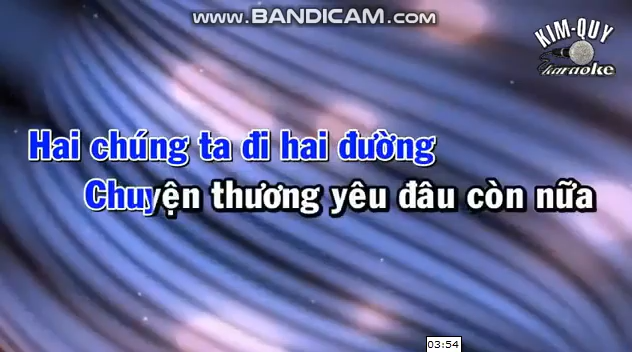 WWW.BANDICAM.COM
KIM-QUY
karaoke
Hai chúng ta đi hai đường
Chuyện thương yêu đâu còn nữa
03:54